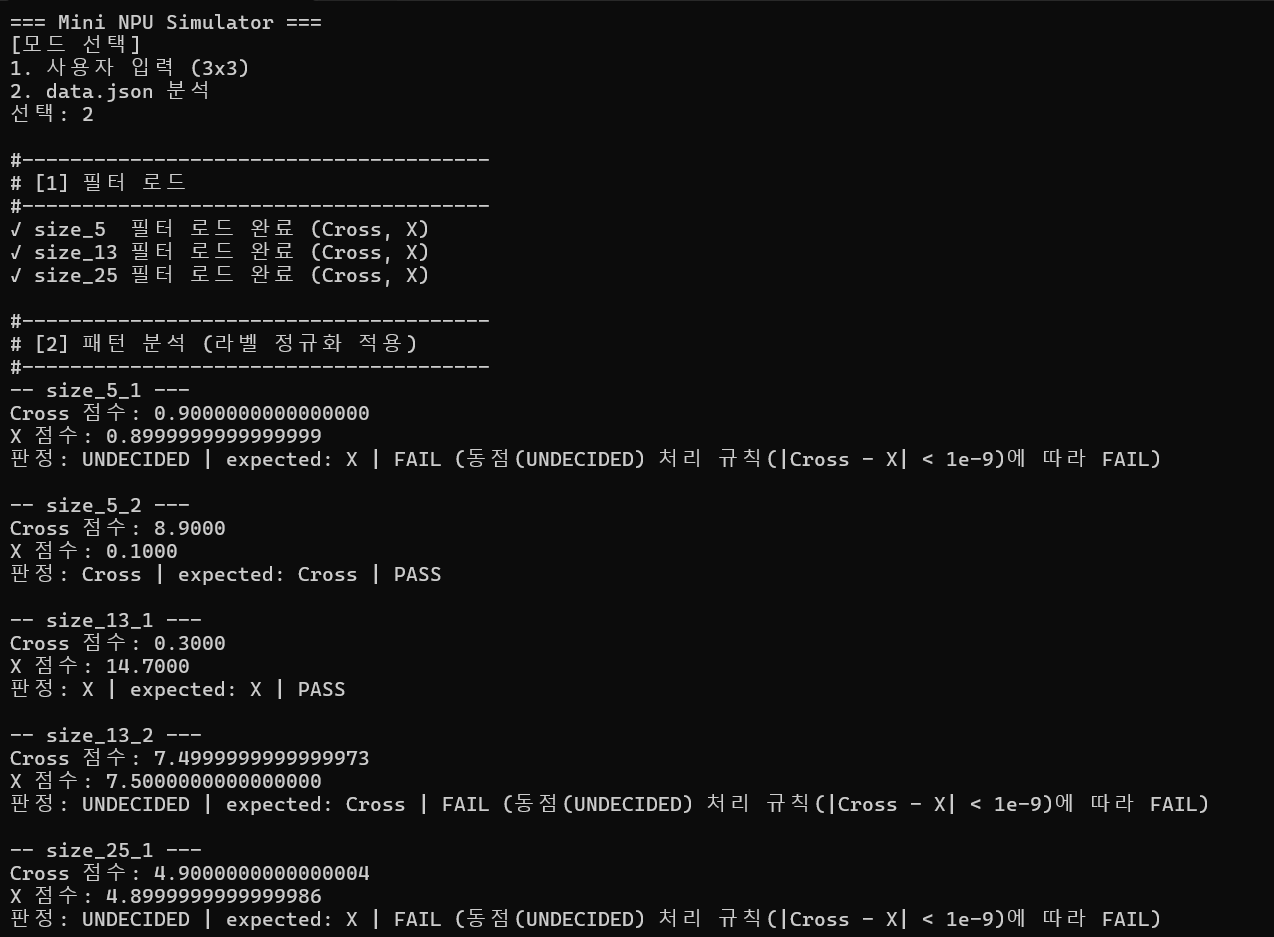 === Mini NPU Simulator ===
[모드 선택]
1. 사용자 입력 (3x3)
2. data.json 분석
선택: 2
#---------------------------------------
# [1] 필터 로드
#---------------------------------------
✓ size_5  필터 로드 완료 (Cross, X)
✓ size_13 필터 로드 완료 (Cross, X)
✓ size_25 필터 로드 완료 (Cross, X)
#---------------------------------------
# [2] 패턴 분석 (라벨 정규화 적용)
#---------------------------------------
-- size_5_1 ---
Cross 점수: 0.9000000000000000
X 점수: 0.8999999999999999
판정: UNDECIDED | expected: X | FAIL (동점(UNDECIDED) 처리 규칙(|Cross - X| < 1e-9)에 따라 FAIL)
-- size_5_2 ---
Cross 점수: 8.9000
X 점수: 0.1000
판정: Cross | expected: Cross | PASS
-- size_13_1 ---
Cross 점수: 0.3000
X 점수: 14.7000
판정: X | expected: X | PASS
-- size_13_2 ---
Cross 점수: 7.4999999999999973
X 점수: 7.5000000000000000
판정: UNDECIDED | expected: Cross | FAIL (동점(UNDECIDED) 처리 규칙(|Cross - X| < 1e-9)에 따라 FAIL)
-- size_25_1 ---
Cross 점수: 4.9000000000000004
X 점수: 4.8999999999999986
판정: UNDECIDED | expected: X | FAIL (동점(UNDECIDED) 처리 규칙(|Cross - X| < 1e-9)에 따라 FAIL)